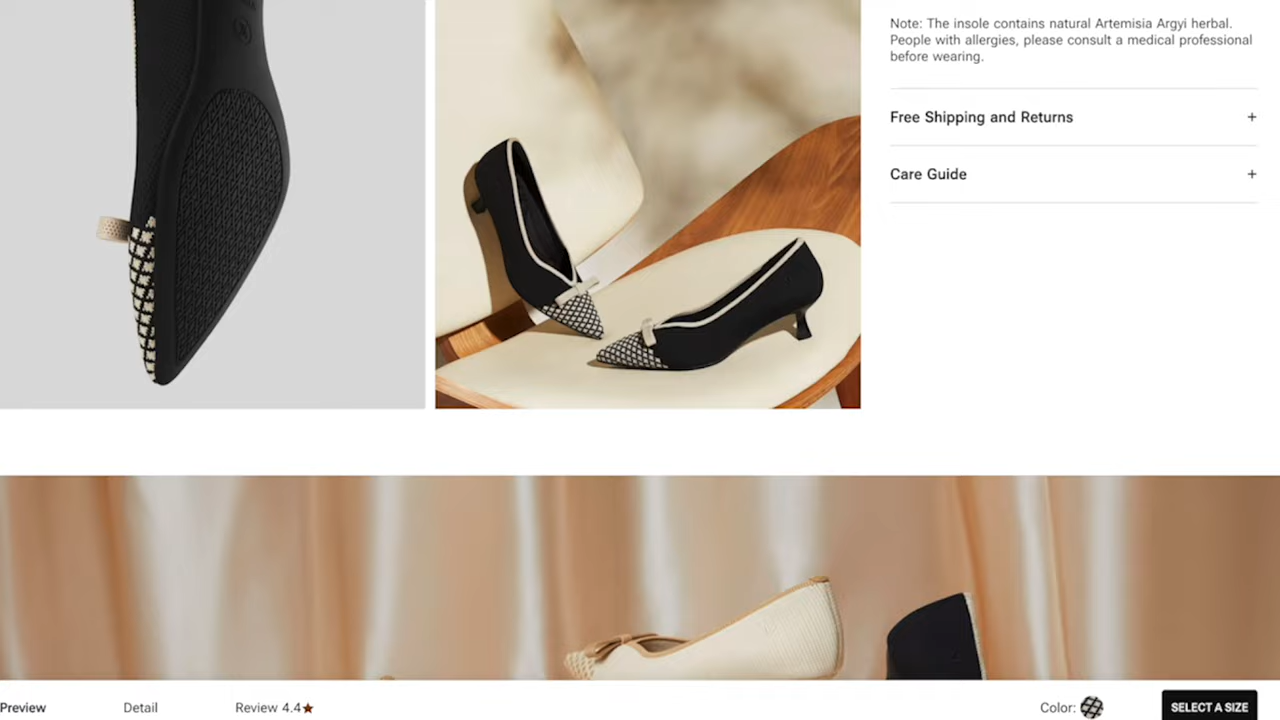 Note: The insole contains natural Artemisia Argyi herbal.
People with allergies, please consult a medical professional
before wearing.
Free Shipping and Returns +
Care Guide +
Preview
Detail
Review 4.4★
Color:
SELECT A SIZE